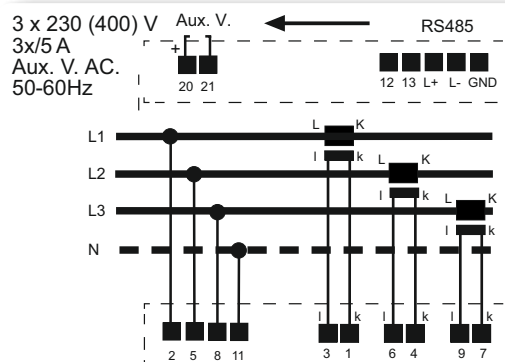 3 x 230 (400) V
3x/5 A
Aux. V. AC.
50-60Hz
Aux. V.
RS485
+
20 21
12 13 L+ L- GND
L1
L K
l k
L2
L K
l k
L3
L K
l k
N
l k l k l k
2 5 8 11 3 1 6 4 9 7